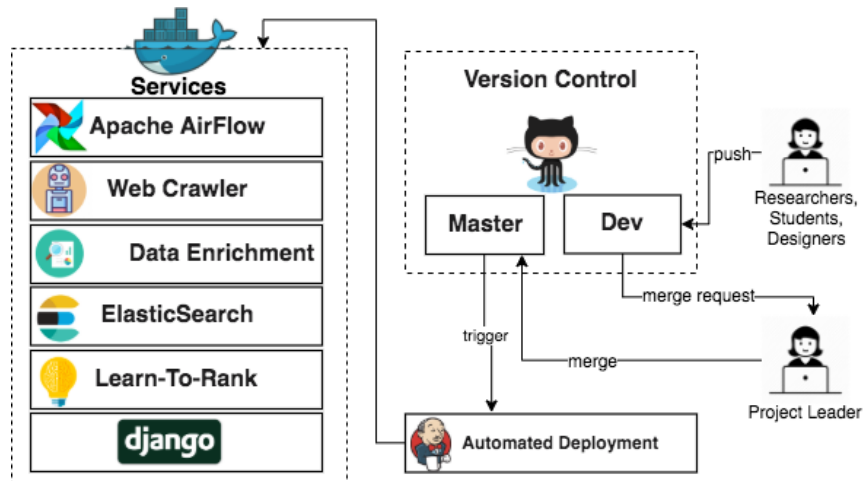 Services
Apache AirFlow
Web Crawler
Data Enrichment
ElasticSearch
Learn-To-Rank
django
Version Control
Master
Dev
push
Researchers,
Students,
Designers
merge request
trigger
merge
Project Leader
Automated Deployment